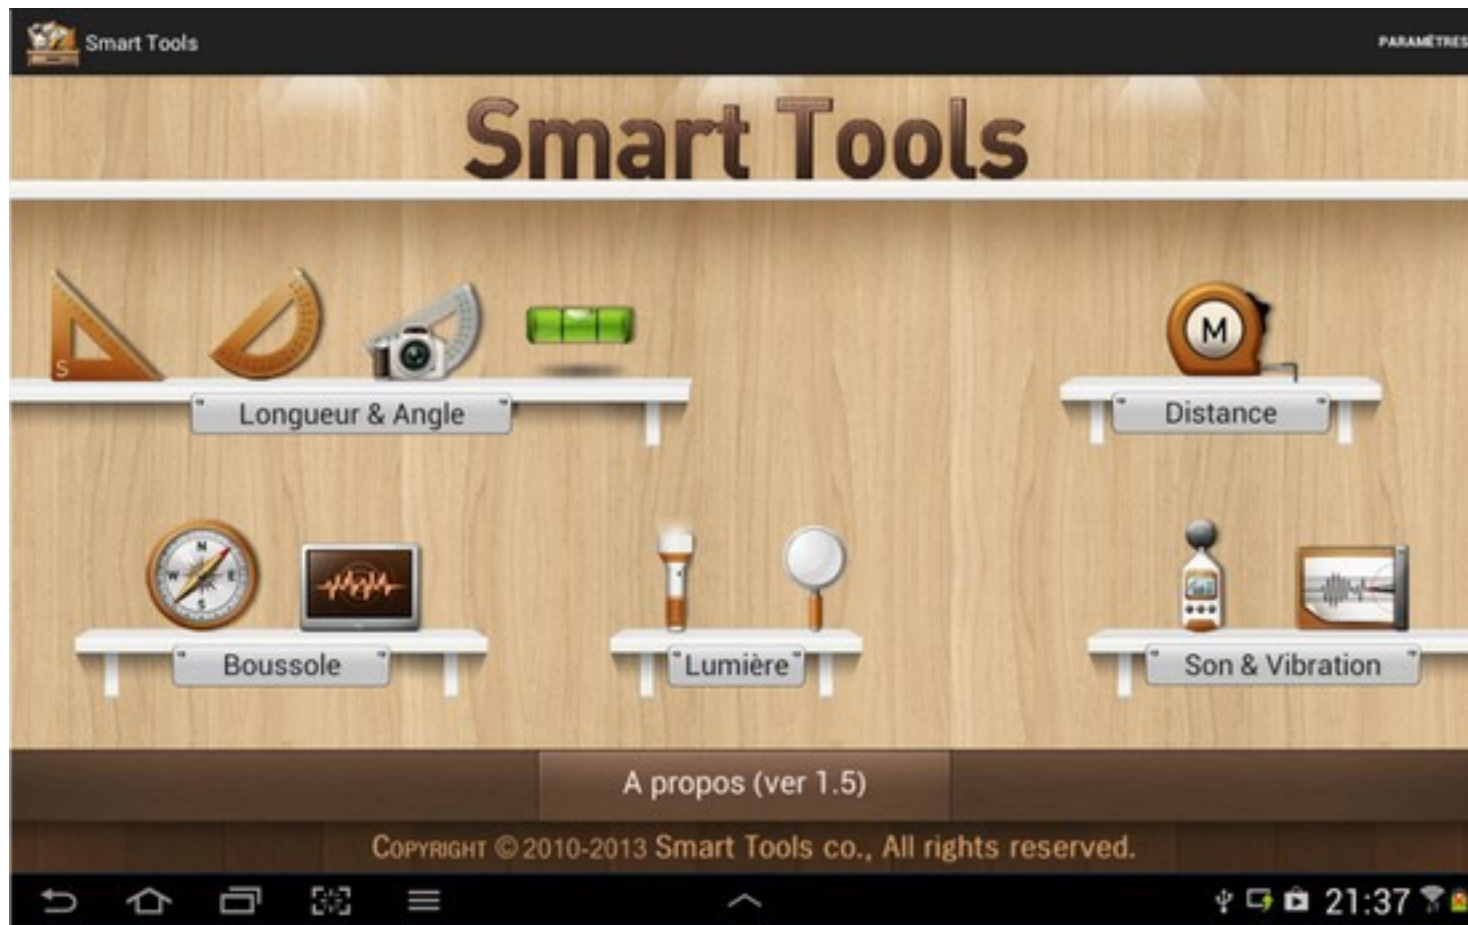 Smart Tools
PARAMÈTRES
Smart Tools
S
M
Longueur & Angle
Distance
N
W E
S
Boussole
Lumière
Son & Vibration
A propos (ver 1.5)
Copyright © 2010-2013 Smart Tools co., All rights reserved.
21:37